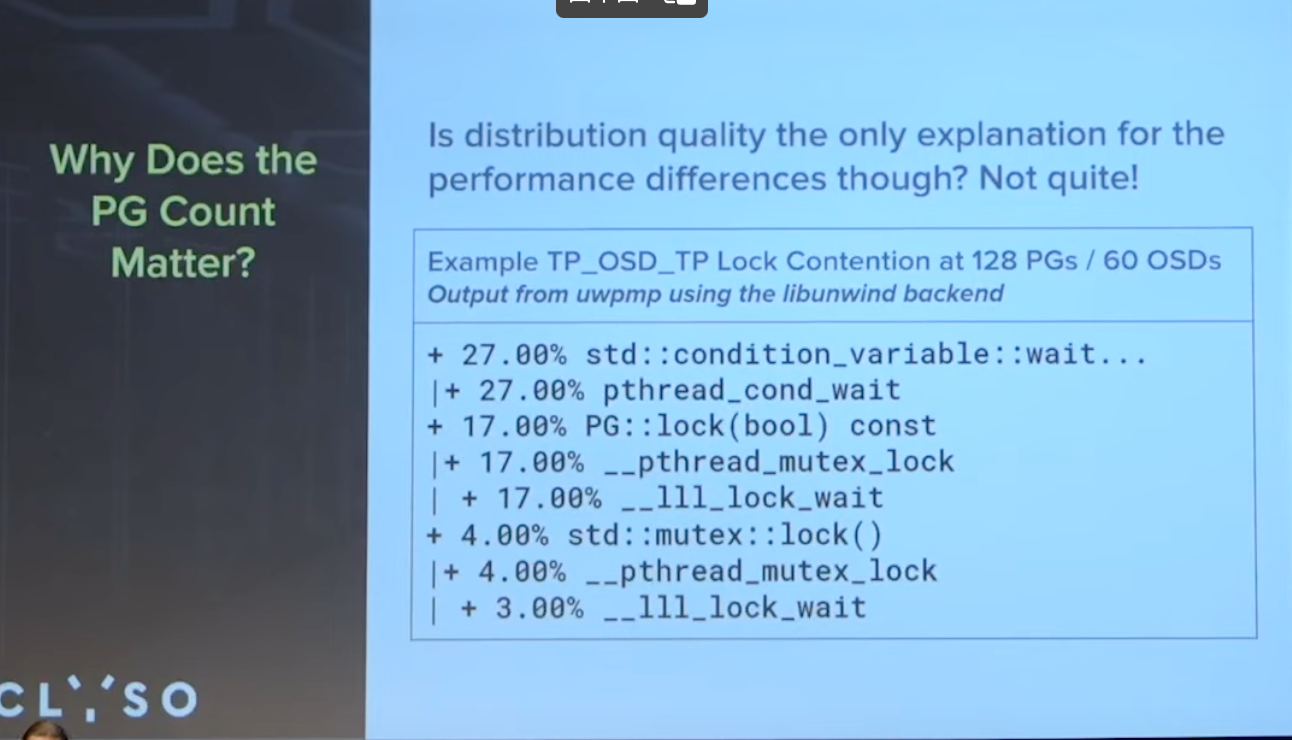 Why Does the
PG Count
Matter?
Is distribution quality the only explanation for the
performance differences though? Not quite!
Example TP_OSD_TP Lock Contention at 128 PGs / 60 OSDs
Output from uwpmp using the libunwind backend
+ 27.00% std::condition_variable::wait...
|+ 27.00% pthread_cond_wait
+ 17.00% PG::lock(bool) const
|+ 17.00% __pthread_mutex_lock
| + 17.00% __lll_lock_wait
+ 4.00% std::mutex::lock()
|+ 4.00% __pthread_mutex_lock
| + 3.00% __lll_lock_wait
CLYSO